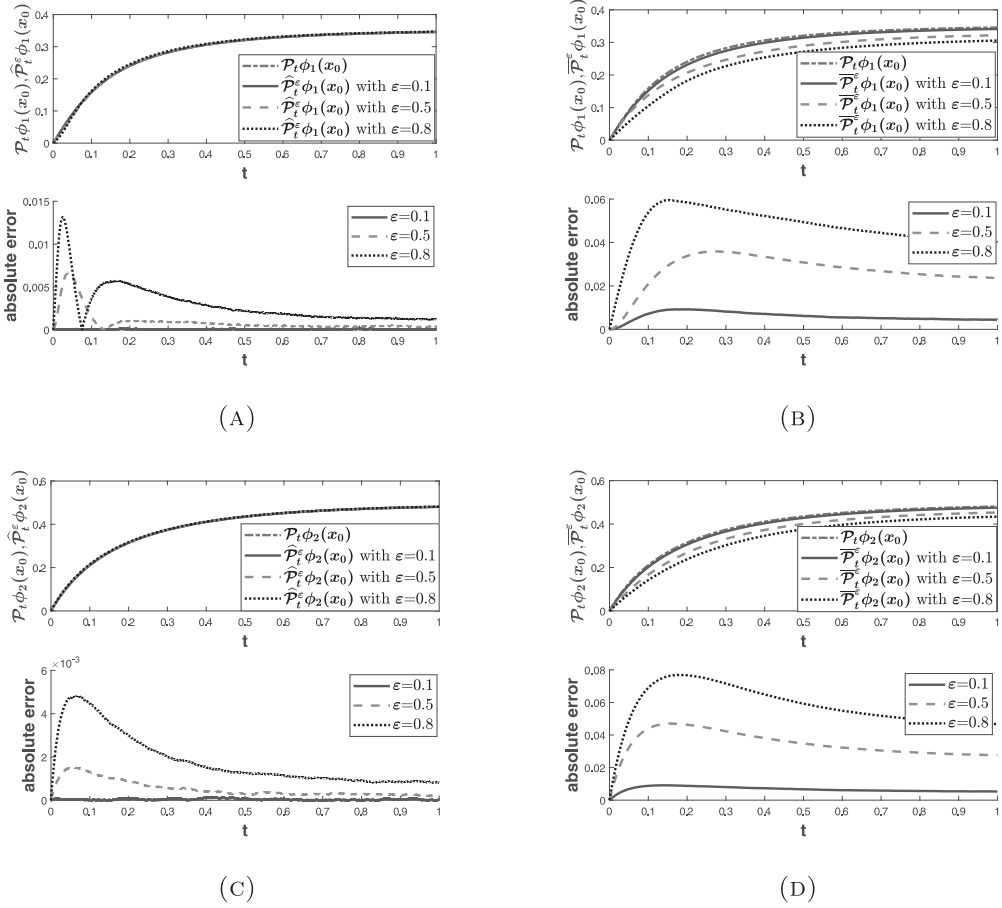 𝒫ₜϕ₁(x₀),𝒫̂ₜ^ε ϕ₁(x₀)
0.4
0.3
0.2
0.1
0
𝒫ₜϕ₁(x₀)
𝒫̂ₜ^ε ϕ₁(x₀) with ε=0.1
𝒫̂ₜ^ε ϕ₁(x₀) with ε=0.5
𝒫̂ₜ^ε ϕ₁(x₀) with ε=0.8
0 0.1 0.2 0.3 0.4 0.5 0.6 0.7 0.8 0.9 1
t
absolute error
0.015
0.01
0.005
0
ε=0.1
ε=0.5
ε=0.8
0 0.1 0.2 0.3 0.4 0.5 0.6 0.7 0.8 0.9 1
t
(A)
𝒫ₜϕ₁(x₀),𝒫̅ₜ^ε ϕ₁(x₀)
0.4
0.3
0.2
0.1
0
𝒫ₜϕ₁(x₀)
𝒫̅ₜ^ε ϕ₁(x₀) with ε=0.1
𝒫̅ₜ^ε ϕ₁(x₀) with ε=0.5
𝒫̅ₜ^ε ϕ₁(x₀) with ε=0.8
0 0.1 0.2 0.3 0.4 0.5 0.6 0.7 0.8 0.9 1
t
absolute error
0.06
0.04
0.02
0
ε=0.1
ε=0.5
ε=0.8
0 0.1 0.2 0.3 0.4 0.5 0.6 0.7 0.8 0.9 1
t
(B)
𝒫ₜϕ₂(x₀),𝒫̂ₜ^ε ϕ₂(x₀)
0.6
0.4
0.2
0
𝒫ₜϕ₂(x₀)
𝒫̂ₜ^ε ϕ₂(x₀) with ε=0.1
𝒫̂ₜ^ε ϕ₂(x₀) with ε=0.5
𝒫̂ₜ^ε ϕ₂(x₀) with ε=0.8
0 0.1 0.2 0.3 0.4 0.5 0.6 0.7 0.8 0.9 1
t
absolute error
×10⁻³
6
4
2
0
ε=0.1
ε=0.5
ε=0.8
0 0.1 0.2 0.3 0.4 0.5 0.6 0.7 0.8 0.9 1
t
(C)
𝒫ₜϕ₂(x₀),𝒫̅ₜ^ε ϕ₂(x₀)
0.6
0.4
0.2
0
𝒫ₜϕ₂(x₀)
𝒫̅ₜ^ε ϕ₂(x₀) with ε=0.1
𝒫̅ₜ^ε ϕ₂(x₀) with ε=0.5
𝒫̅ₜ^ε ϕ₂(x₀) with ε=0.8
0 0.1 0.2 0.3 0.4 0.5 0.6 0.7 0.8 0.9 1
t
absolute error
0.08
0.06
0.04
0.02
0
ε=0.1
ε=0.5
ε=0.8
0 0.1 0.2 0.3 0.4 0.5 0.6 0.7 0.8 0.9 1
t
(D)